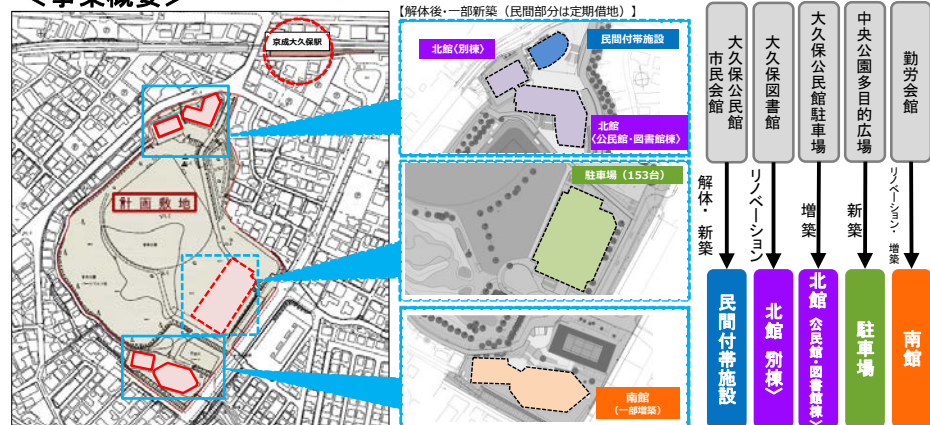 ＜事業概要＞
京成大久保駅
計画敷地
【解体後・一部新築（民間部分は定期借地）】
北館〈別棟〉
民間付帯施設
北館
〈公民館・図書館棟〉
駐車場（153台）
南館
（一部増築）
大久保公民館
市民会館
大久保図書館
大久保公民館駐車場
中央公園多目的広場
勤労会館
解体・新築
リノベーション
増築
新築
リノベーション・増築
民間付帯施設
北館 別棟〉
北館〈公民館・図書館棟〉
駐車場
南館